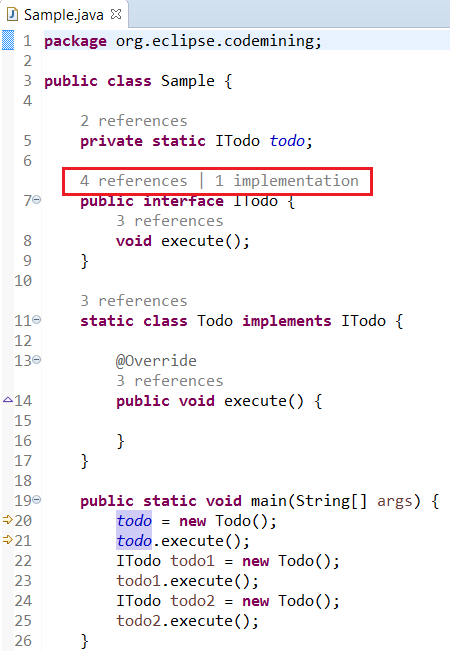 Sample.java
1 package org.eclipse.codemining;
2
3 public class Sample {
4
2 references
5 private static ITodo todo;
6
4 references | 1 implementation
7 public interface ITodo {
3 references
8 void execute();
9 }
10
3 references
11 static class Todo implements ITodo {
12
13 @Override
3 references
14 public void execute() {
15
16 }
17 }
18
19 public static void main(String[] args) {
20 todo = new Todo();
21 todo.execute();
22 ITodo todo1 = new Todo();
23 todo1.execute();
24 ITodo todo2 = new Todo();
25 todo2.execute();
26 }